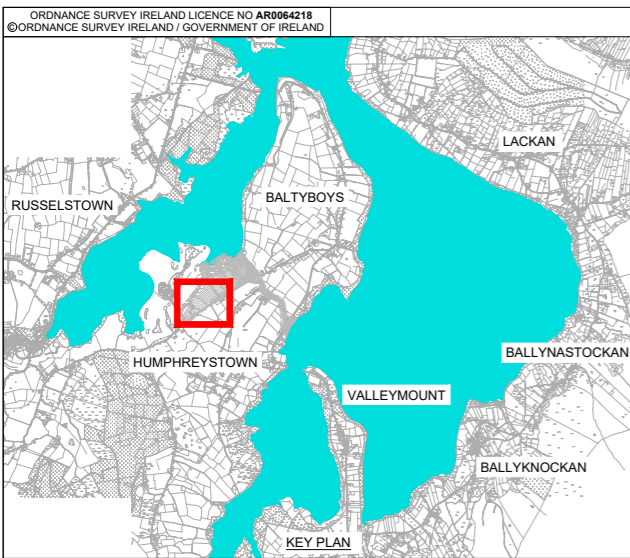 ORDNANCE SURVEY IRELAND LICENCE NO AR0064218
©ORDNANCE SURVEY IRELAND / GOVERNMENT OF IRELAND
LACKAN
BALTYBOYS
RUSSELSTOWN
BALLYNASTOCKAN
HUMPHREYSTOWN
VALLEYMOUNT
BALLYKNOCKAN
KEY PLAN